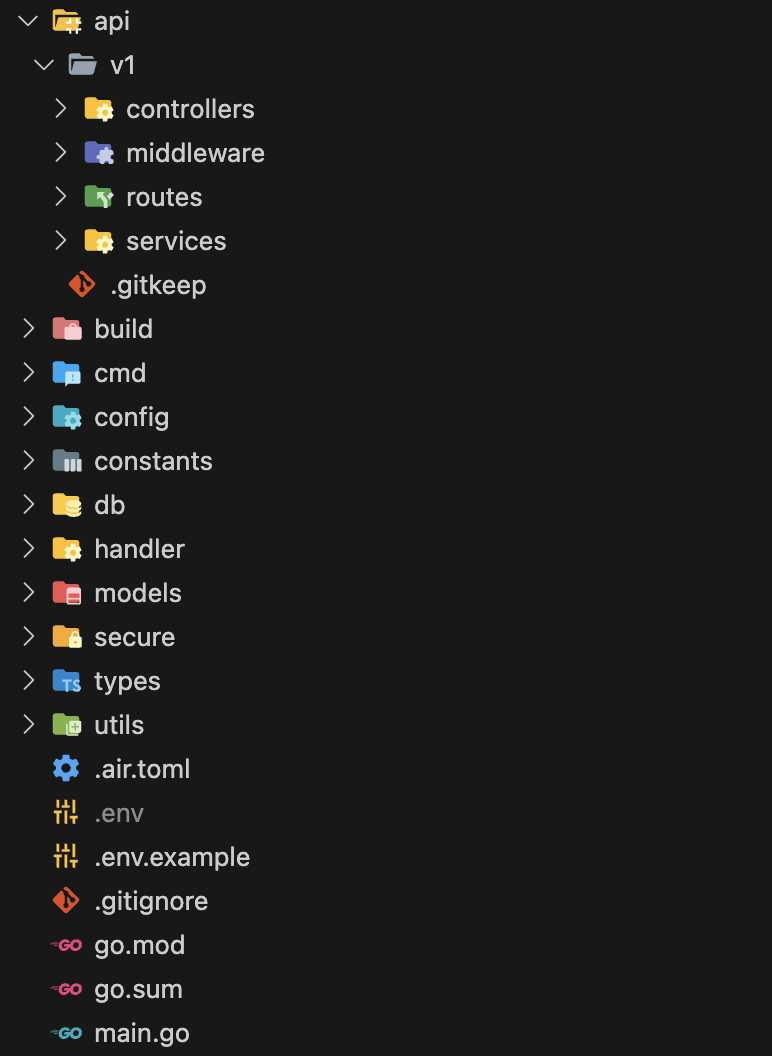 api
v1
controllers
middleware
routes
services
.gitkeep
build
cmd
config
constants
db
handler
models
secure
TS types
utils
.air.toml
.env
.env.example
.gitignore
GO go.mod
GO go.sum
GO main.go